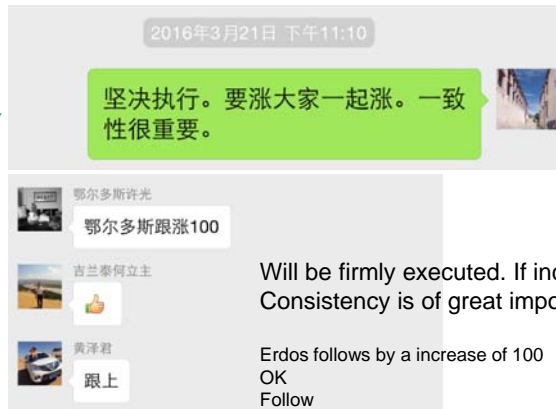 2016年3月21日 下午11:10
坚决执行。要涨大家一起涨。一致
性很重要。
鄂尔多斯许光
鄂尔多斯跟涨100
吉兰泰何立主
Will be firmly executed. If inc
Consistency is of great impo
黄泽君
跟上
Erdos follows by a increase of 100
OK
Follow